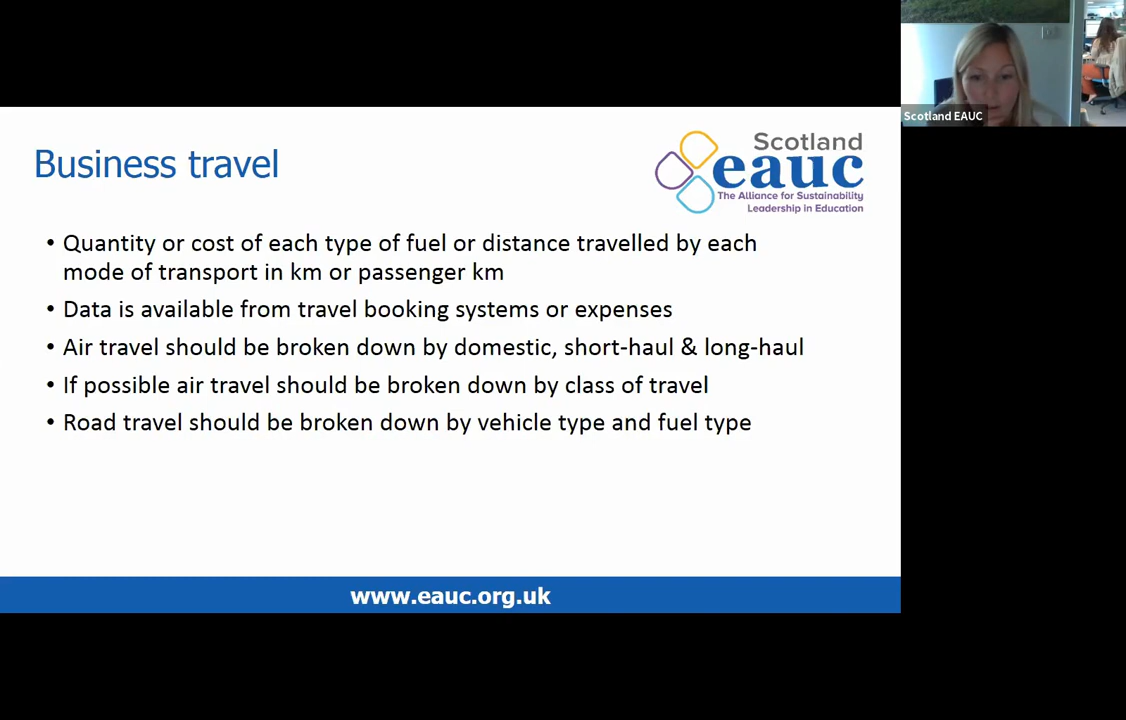 Scotland EAUC
Business travel
Scotland
eauc
The Alliance for Sustainability
Leadership in Education
• Quantity or cost of each type of fuel or distance travelled by each
mode of transport in km or passenger km
• Data is available from travel booking systems or expenses
• Air travel should be broken down by domestic, short-haul & long-haul
• If possible air travel should be broken down by class of travel
• Road travel should be broken down by vehicle type and fuel type
www.eauc.org.uk